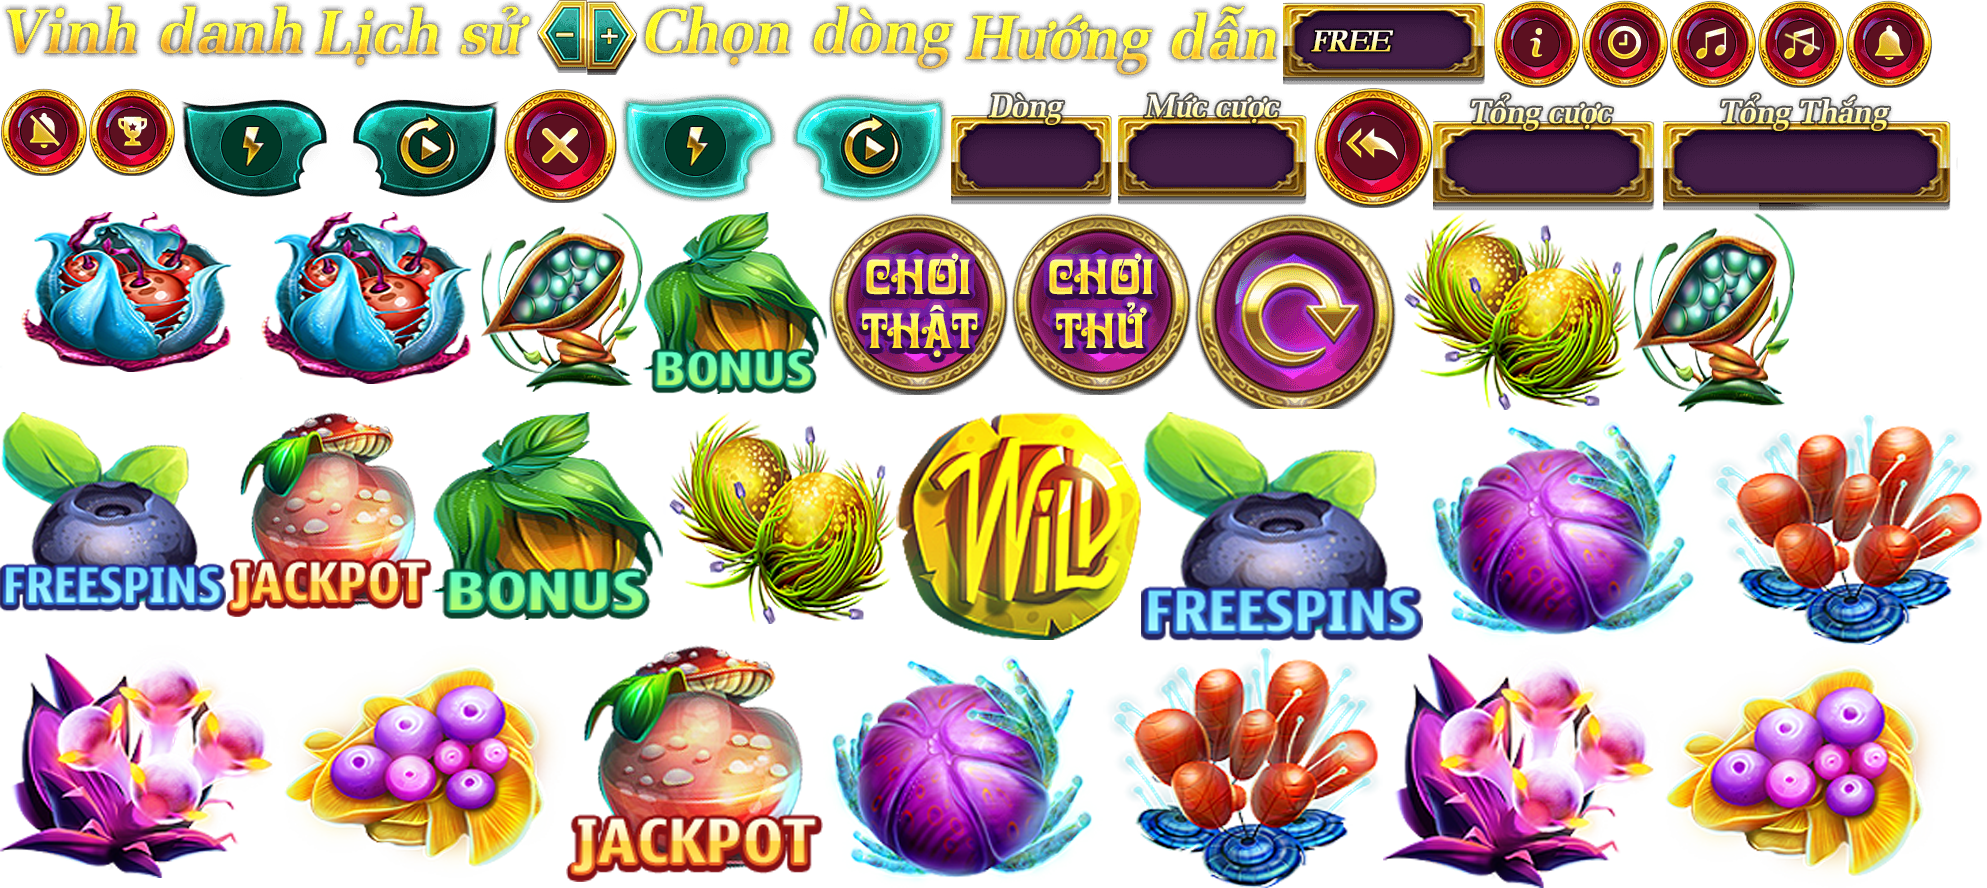 Vinh danh
Lịch sử
Chọn dòng
Hướng dẫn
FREE
Dòng
Mức cược
Tổng cược
Tổng Thắng
BONUS
CHƠI
THẬT
CHƠI
THỬ
FREESPINS
JACKPOT
BONUS
WILD
FREESPINS
JACKPOT